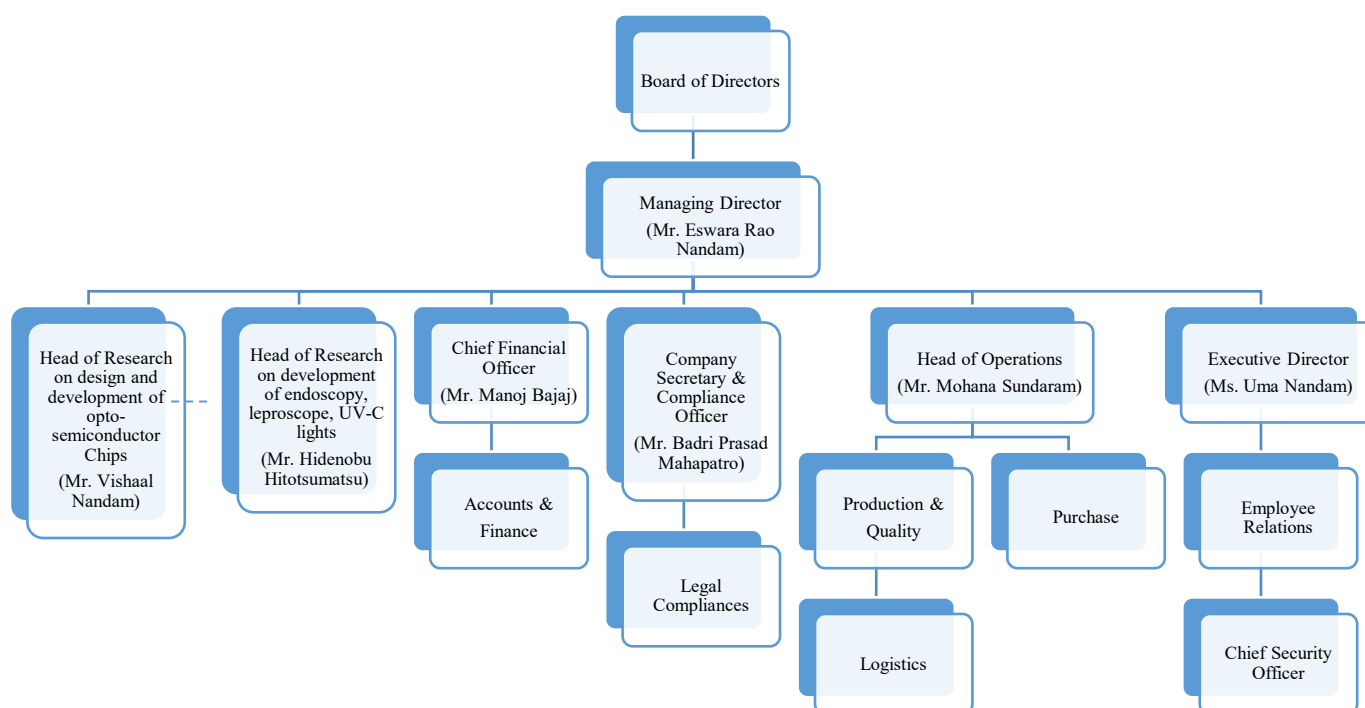 Board of Directors
Managing Director
(Mr. Eswara Rao
Nandam)
Head of Research
on design and
development of
opto-
semiconductor
Chips
(Mr. Vishaal
Nandam)
Head of Research
on development
of endoscopy,
leproscope, UV-C
lights
(Mr. Hidenobu
Hitotsumatsu)
Chief Financial
Officer
(Mr. Manoj Bajaj)
Accounts &
Finance
Company
Secretary &
Compliance
Officer
(Mr. Badri Prasad
Mahapatro)
Legal
Compliances
Head of Operations
(Mr. Mohana Sundaram)
Production &
Quality
Logistics
Purchase
Executive Director
(Ms. Uma Nandam)
Employee
Relations
Chief Security
Officer